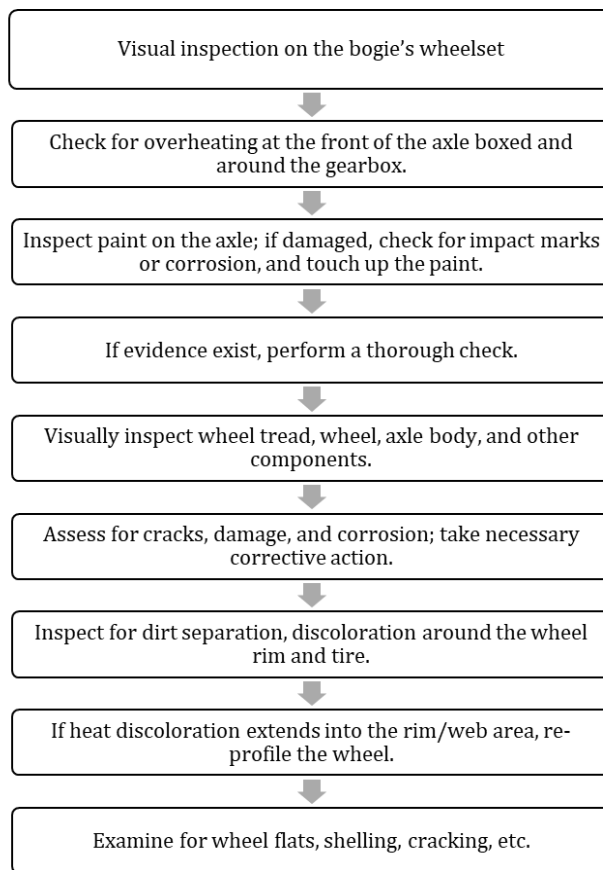 Visual inspection on the bogie’s wheelset
Check for overheating at the front of the axle boxed and
around the gearbox.
Inspect paint on the axle; if damaged, check for impact marks
or corrosion, and touch up the paint.
If evidence exist, perform a thorough check.
Visually inspect wheel tread, wheel, axle body, and other
components.
Assess for cracks, damage, and corrosion; take necessary
corrective action.
Inspect for dirt separation, discoloration around the wheel
rim and tire.
If heat discoloration extends into the rim/web area, re-
profile the wheel.
Examine for wheel flats, shelling, cracking, etc.